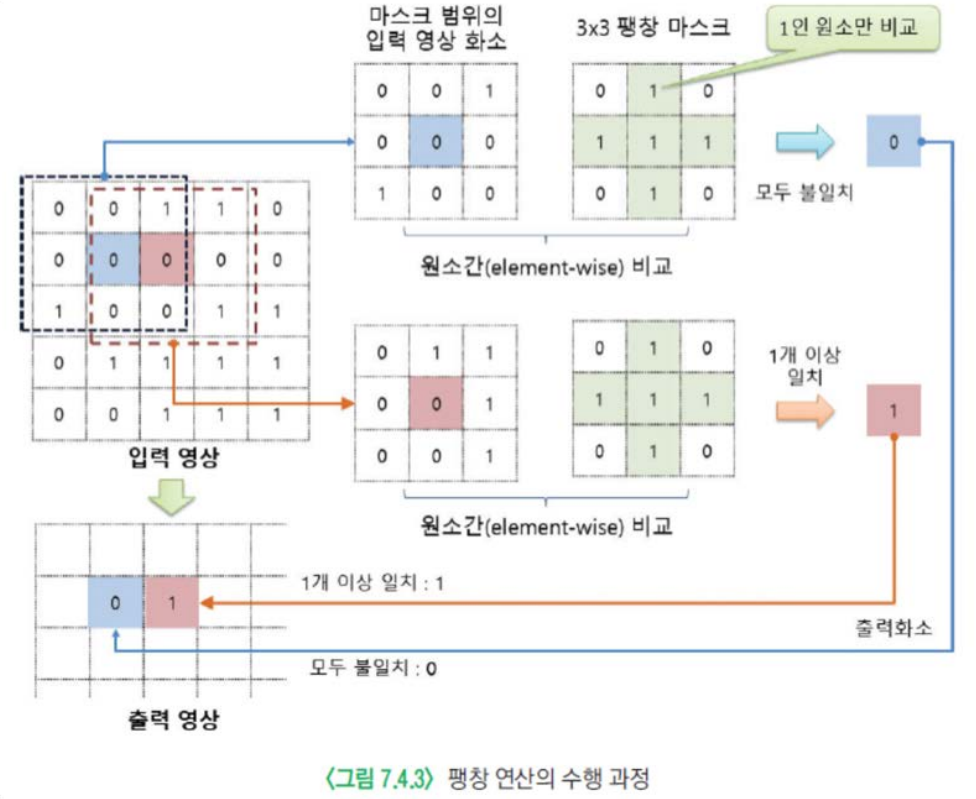 마스크 범위의
입력 영상 화소
3x3 팽창 마스크
1인 원소만 비교
0 0 1
0 0 0
1 0 0
0 1 0
1 1 1
0 1 0
0
모두 불일치
원소간(element-wise) 비교
0 0 1 1 0
0 0 0 0 0
1 0 0 1 1
0 1 1 1 1
0 0 1 1 1
입력 영상
0 1 1
0 0 1
0 0 1
0 1 0
1 1 1
0 1 0
1개 이상
일치
1
원소간(element-wise) 비교
0 1
1개 이상 일치 : 1
출력화소
모두 불일치 : 0
출력 영상
〈그림 7.4.3〉 팽창 연산의 수행 과정